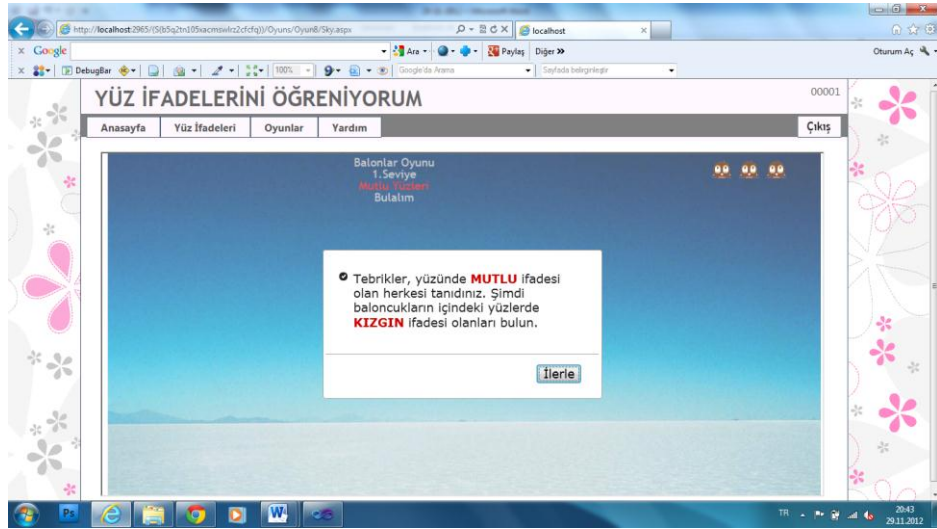 http://localhost:2965/(S(b5q2tn105xacmswlrz2cfcfq))/Oyuns/Oyun8/Sky.aspx
localhost
x Google
Ara
Paylaş
Diğer »
Oturum Aç
x
DebugBar
100%
Google'da Arama
Sayfada belirginleştir
YÜZ İFADELERİNİ ÖĞRENİYORUM
00001
Anasayfa
Yüz İfadeleri
Oyunlar
Yardım
Çıkış
Balonlar Oyunu
1.Seviye
Mutlu Yüzleri
Bulalım
Tebrikler, yüzünde MUTLU ifadesi
olan herkesi tanıdınız. Şimdi
baloncukların içindeki yüzlerde
KIZGIN ifadesi olanları bulun.
İlerle
Ps
W
TR
20:43
29.11.2012